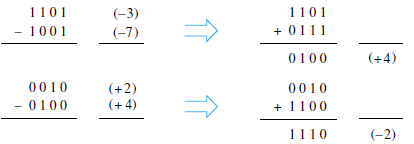 1101 (–3) 1101
– 1001 (–7) + 0111
0100 (+4)
0010 (+2) 0010
– 0100 (+4) + 1100
1110 (–2)